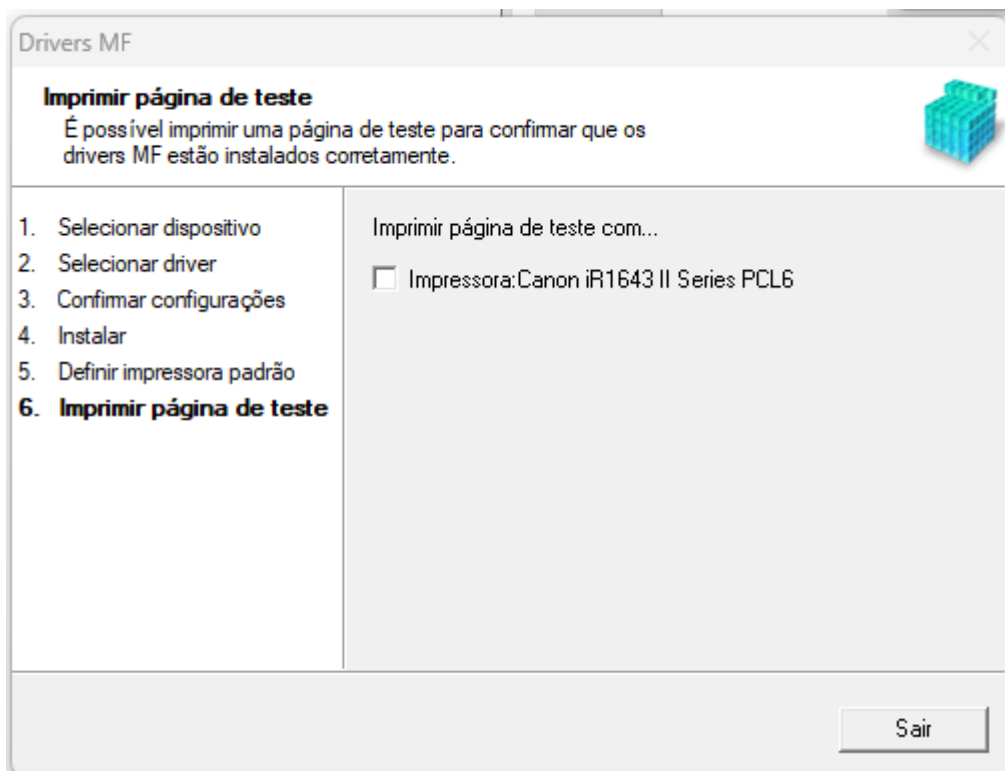 Drivers MF
Imprimir página de teste
É possível imprimir uma página de teste para confirmar que os
drivers MF estão instalados corretamente.
1. Selecionar dispositivo
2. Selecionar driver
3. Confirmar configurações
4. Instalar
5. Definir impressora padrão
6. Imprimir página de teste
Imprimir página de teste com...
Impressora:Canon iR1643 II Series PCL6
Sair